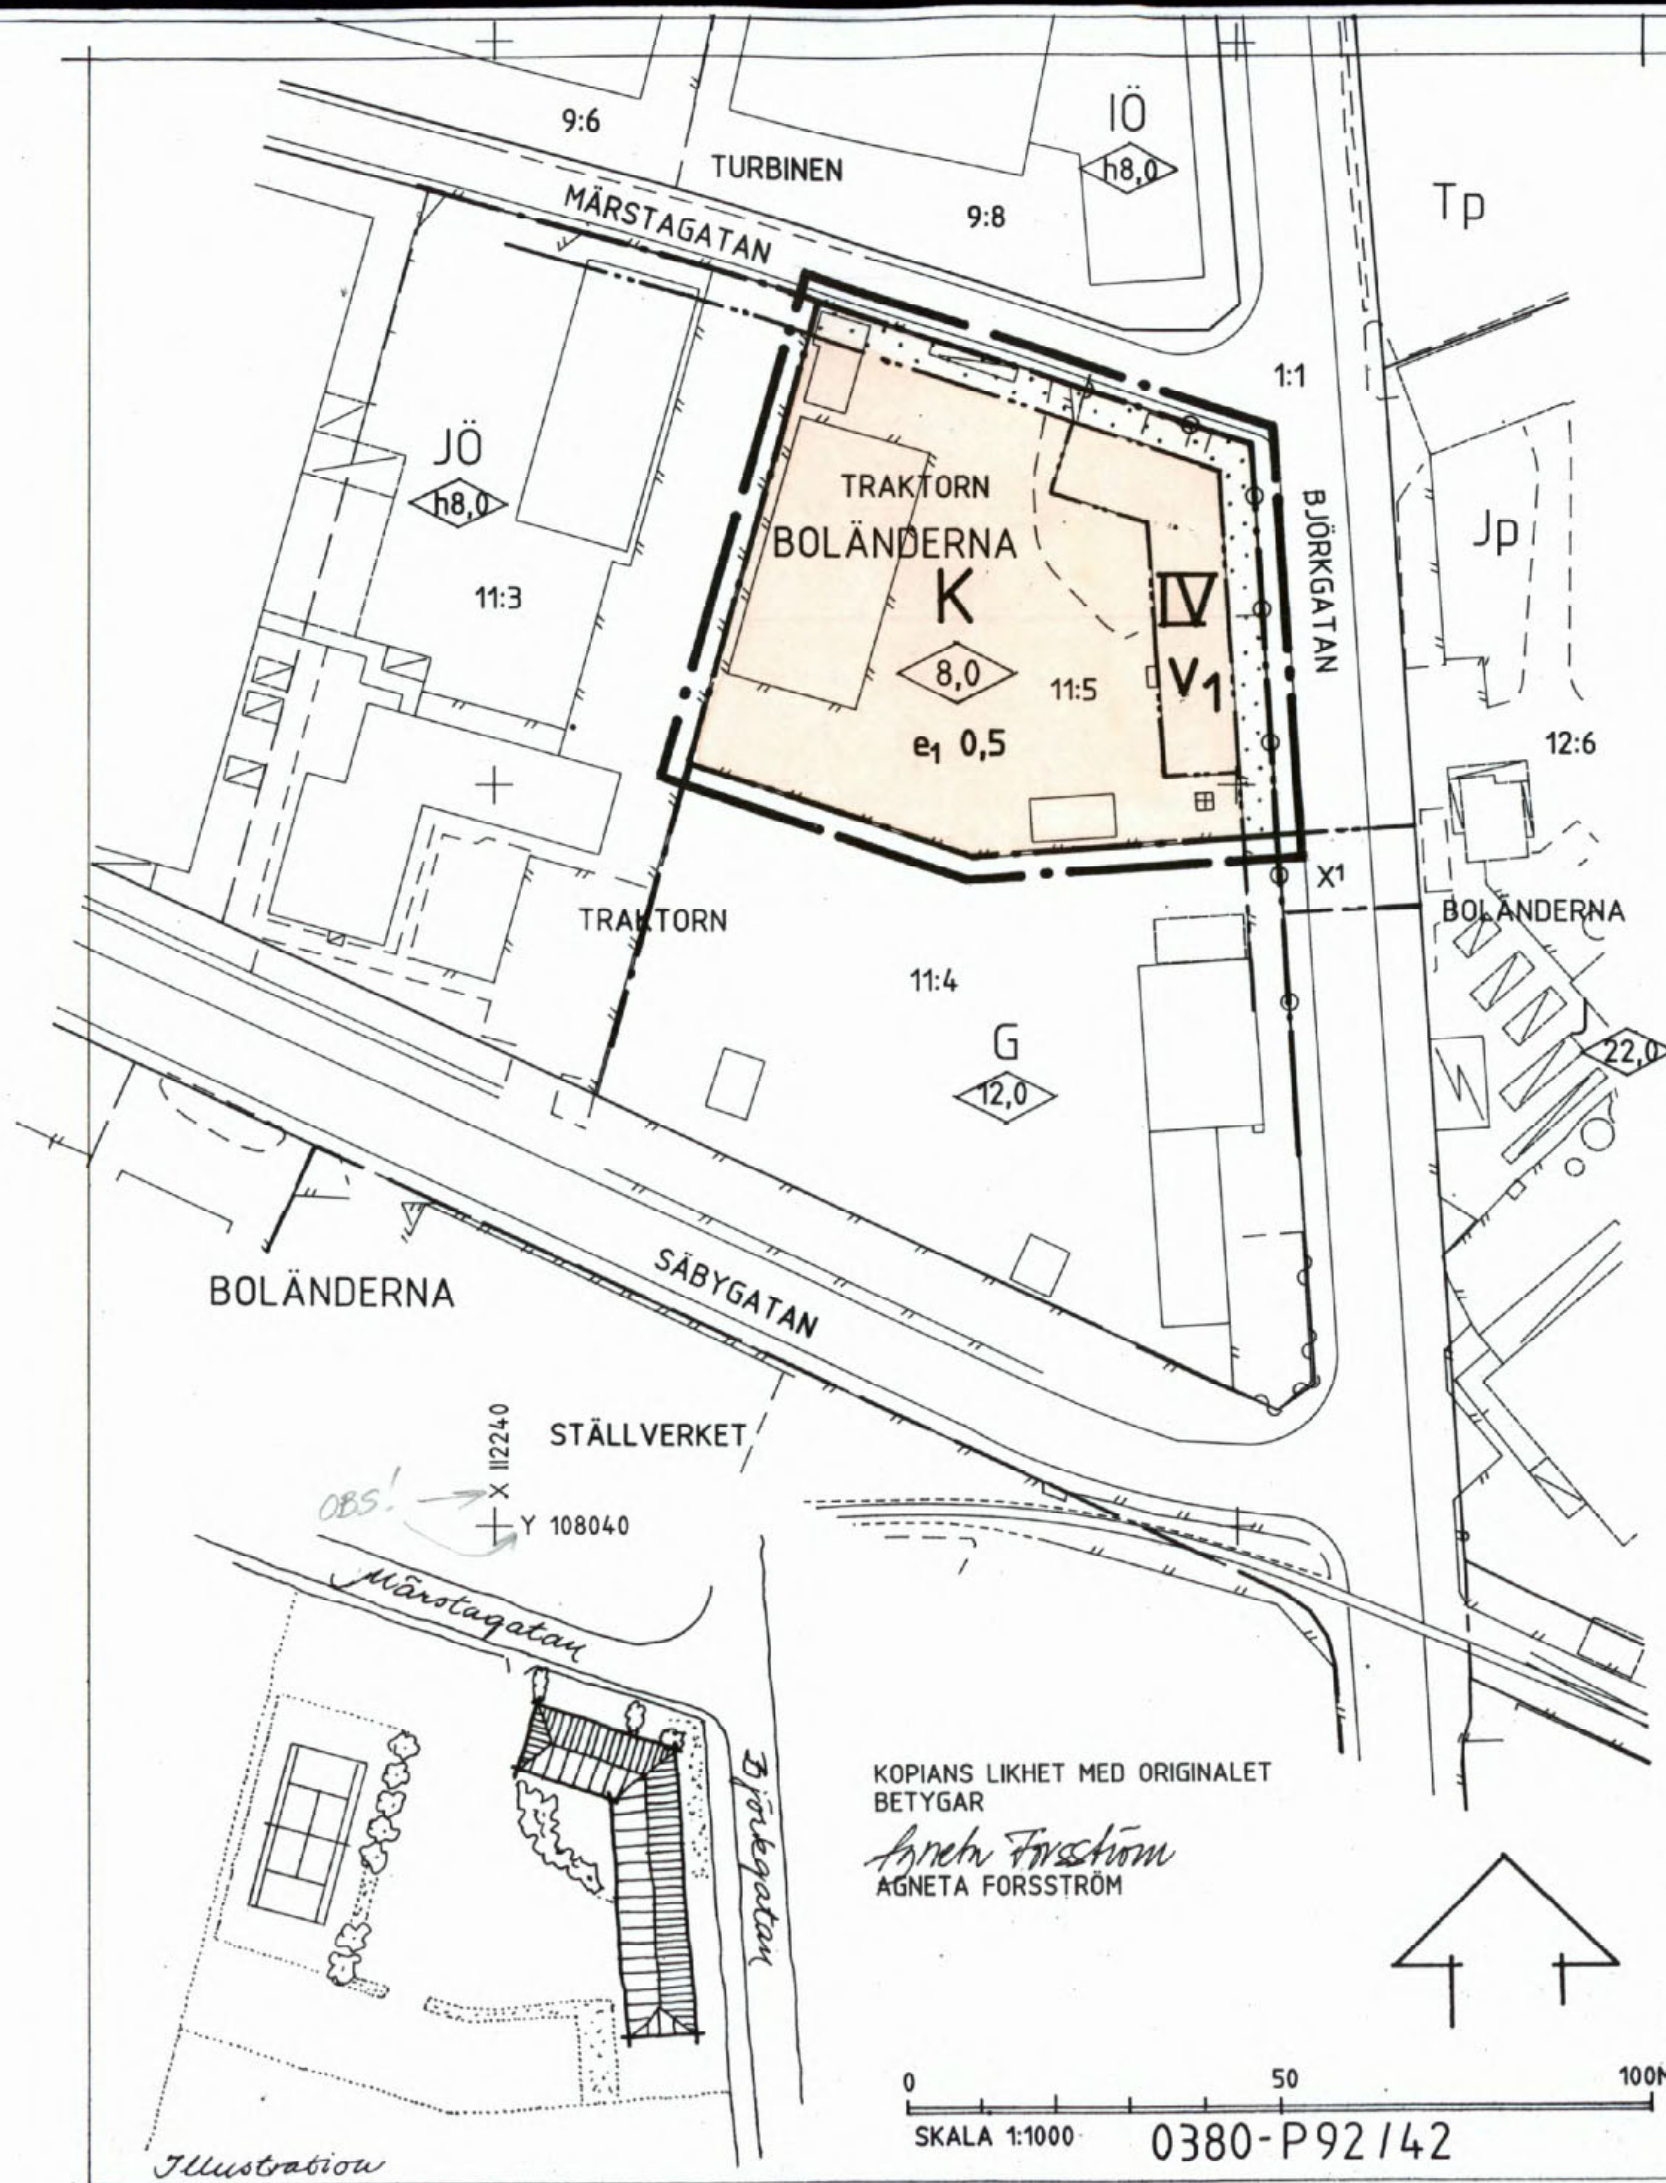 IÖ
9:6
h8,0
TURBINEN
Tp
MÄRSTAGATAN
9:8
1:1
JÖ
h8,0
TRAKTORN
BOLÄNDERNA
BJÖRKGATAN
Jp
11:3
K
IV
8,0
11:5
V1
e1 0,5
12:6
X1
TRAKTORN
BOLÄNDERNA
11:4
G
12,0
22,0
SÄBYGATAN
BOLÄNDERNA
X 112240
STÄLLVERKET
OBS!
Y 108040
Märstagatan
Björkgatan
KOPIANS LIKHET MED ORIGINALET
BETYGAR
Agneta Forsström
AGNETA FORSSTRÖM
0 50 100M
SKALA 1:1000
0380-P92/42
Illustration